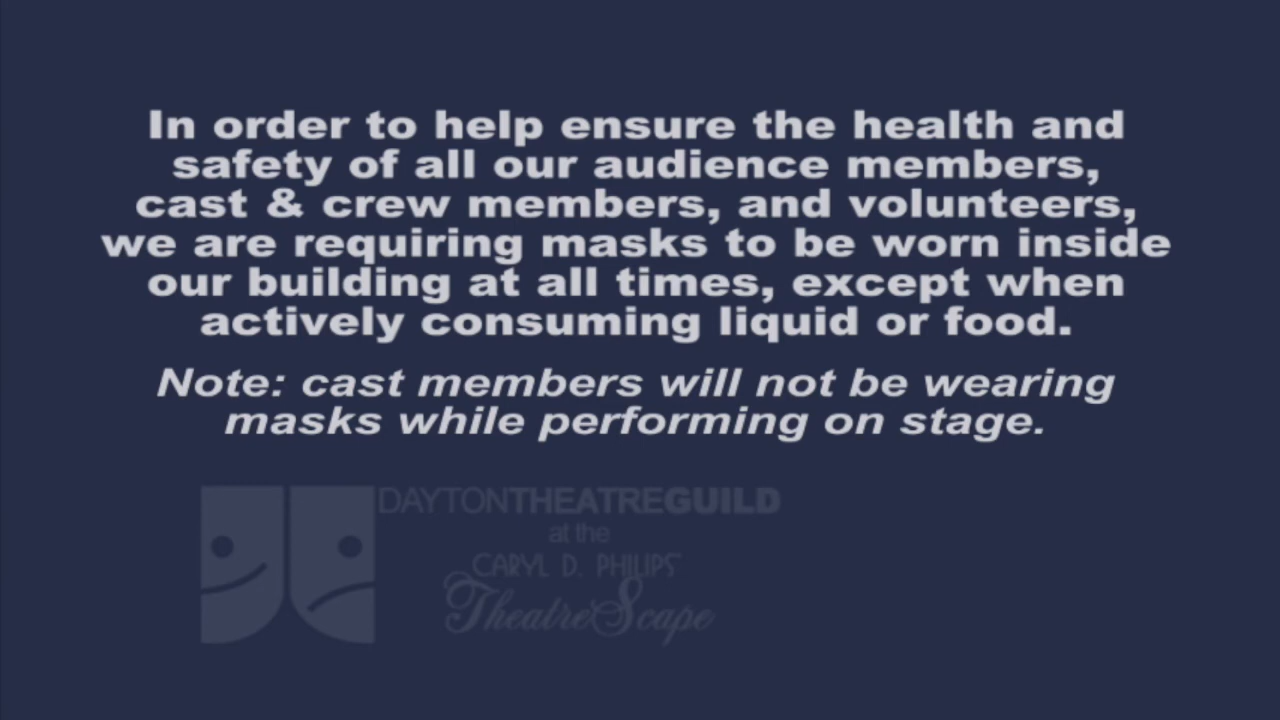 In order to help ensure the health and
safety of all our audience members,
cast & crew members, and volunteers,
we are requiring masks to be worn inside
our building at all times, except when
actively consuming liquid or food.
Note: cast members will not be wearing
masks while performing on stage.
DAYTONTHEATREGUILD
at the
CARYL D. PHILIPS
TheatreScape